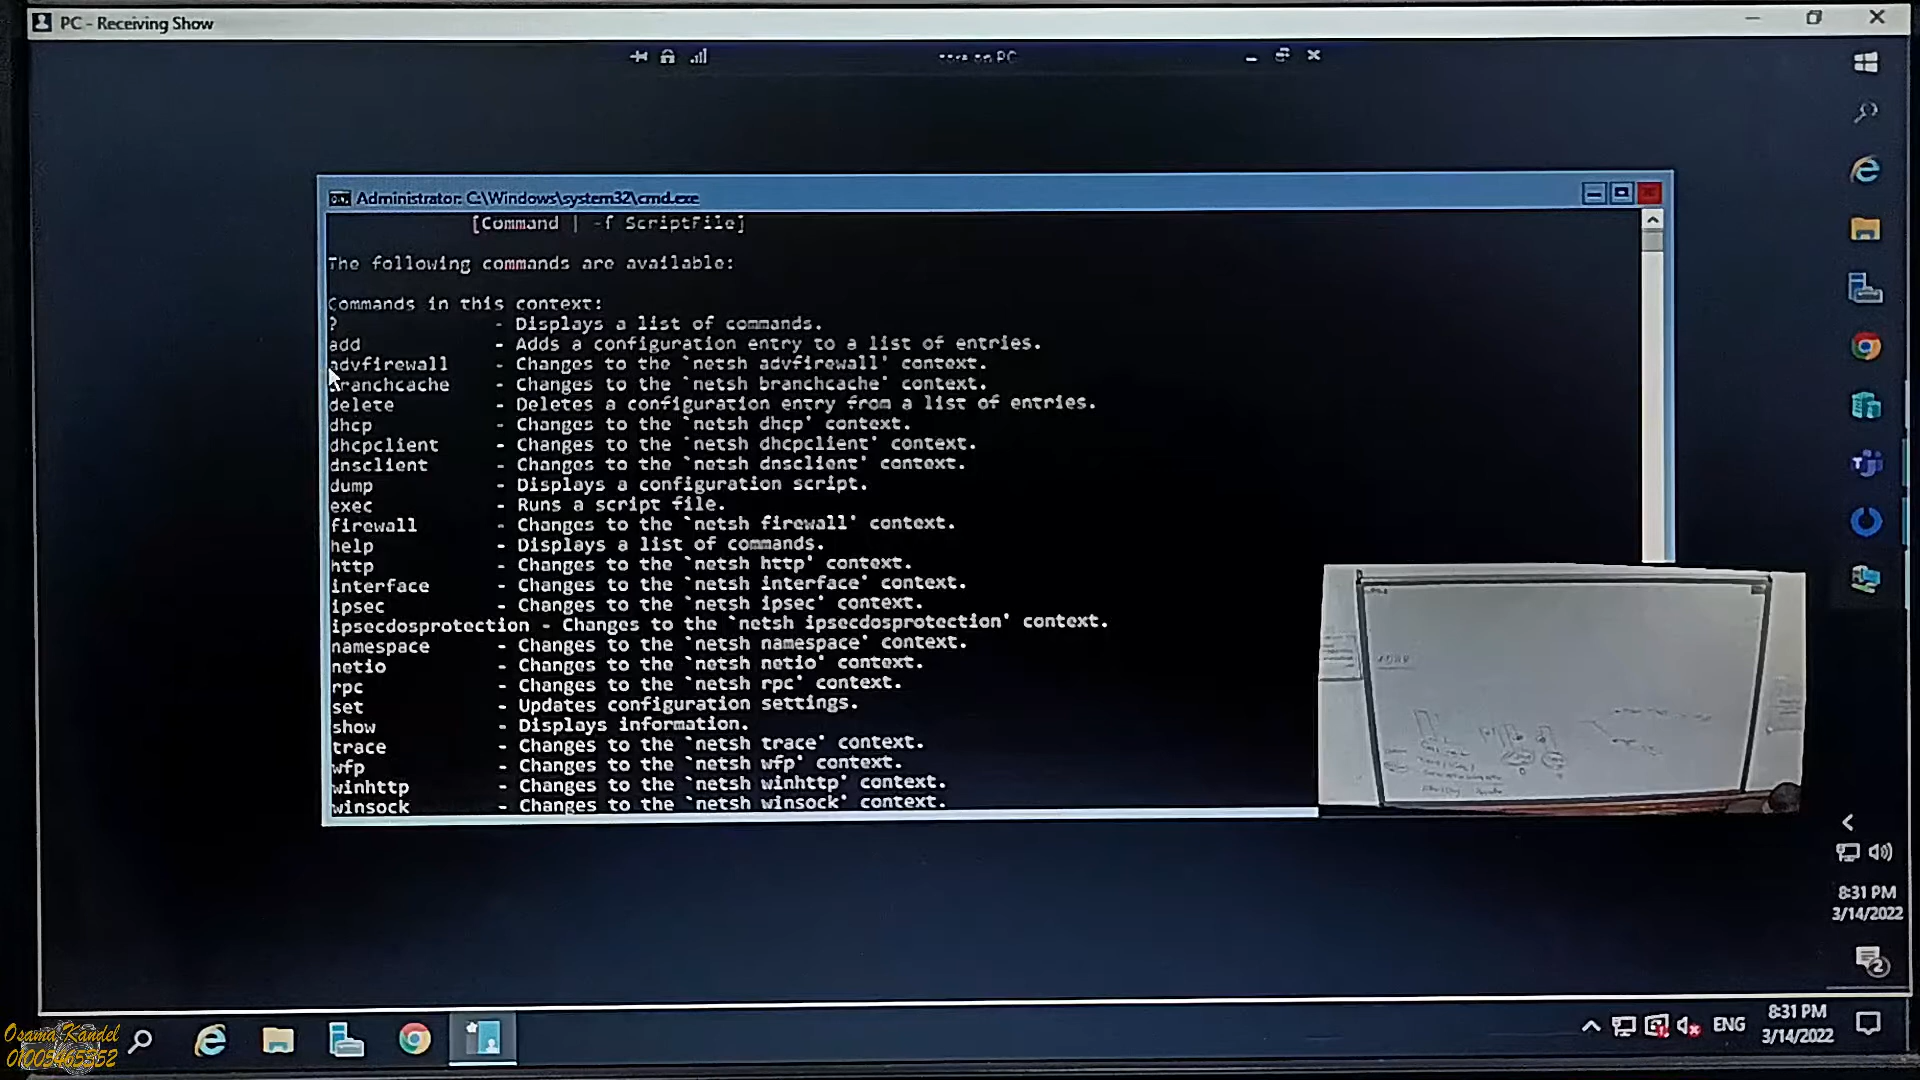 PC - Receiving Show
on PC
Administrator: C:\Windows\system32\cmd.exe
[Command | -f ScriptFile]
The following commands are available:
Commands in this context:
? - Displays a list of commands.
add - Adds a configuration entry to a list of entries.
advfirewall - Changes to the `netsh advfirewall' context.
branchcache - Changes to the `netsh branchcache' context.
delete - Deletes a configuration entry from a list of entries.
dhcp - Changes to the `netsh dhcp' context.
dhcpclient - Changes to the `netsh dhcpclient' context.
dnsclient - Changes to the `netsh dnsclient' context.
dump - Displays a configuration script.
exec - Runs a script file.
firewall - Changes to the `netsh firewall' context.
help - Displays a list of commands.
http - Changes to the `netsh http' context.
interface - Changes to the `netsh interface' context.
ipsec - Changes to the `netsh ipsec' context.
ipsecdosprotection - Changes to the `netsh ipsecdosprotection' context.
namespace - Changes to the `netsh namespace' context.
netio - Changes to the `netsh netio' context.
rpc - Changes to the `netsh rpc' context.
set - Updates configuration settings.
show - Displays information.
trace - Changes to the `netsh trace' context.
wfp - Changes to the `netsh wfp' context.
winhttp - Changes to the `netsh winhttp' context.
winsock - Changes to the `netsh winsock' context.
8:31 PM
3/14/2022
2
Osama Kandel
01005465352
ENG
8:31 PM
3/14/2022